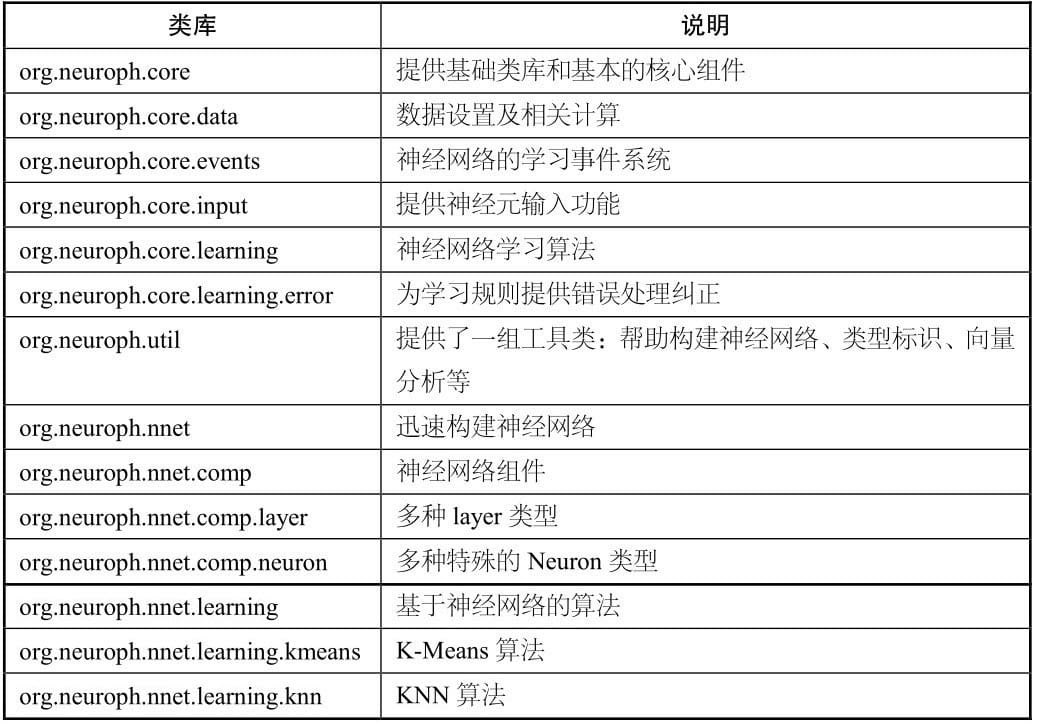 类库 说明
org.neuroph.core 提供基础类库和基本的核心组件
org.neuroph.core.data 数据设置及相关计算
org.neuroph.core.events 神经网络的学习事件系统
org.neuroph.core.input 提供神经元输入功能
org.neuroph.core.learning 神经网络学习算法
org.neuroph.core.learning.error 为学习规则提供错误处理纠正
org.neuroph.util 提供了一组工具类：帮助构建神经网络、类型标识、向量
分析等
org.neuroph.nnet 迅速构建神经网络
org.neuroph.nnet.comp 神经网络组件
org.neuroph.nnet.comp.layer 多种 layer 类型
org.neuroph.nnet.comp.neuron 多种特殊的 Neuron 类型
org.neuroph.nnet.learning 基于神经网络的算法
org.neuroph.nnet.learning.kmeans K-Means 算法
org.neuroph.nnet.learning.knn KNN 算法